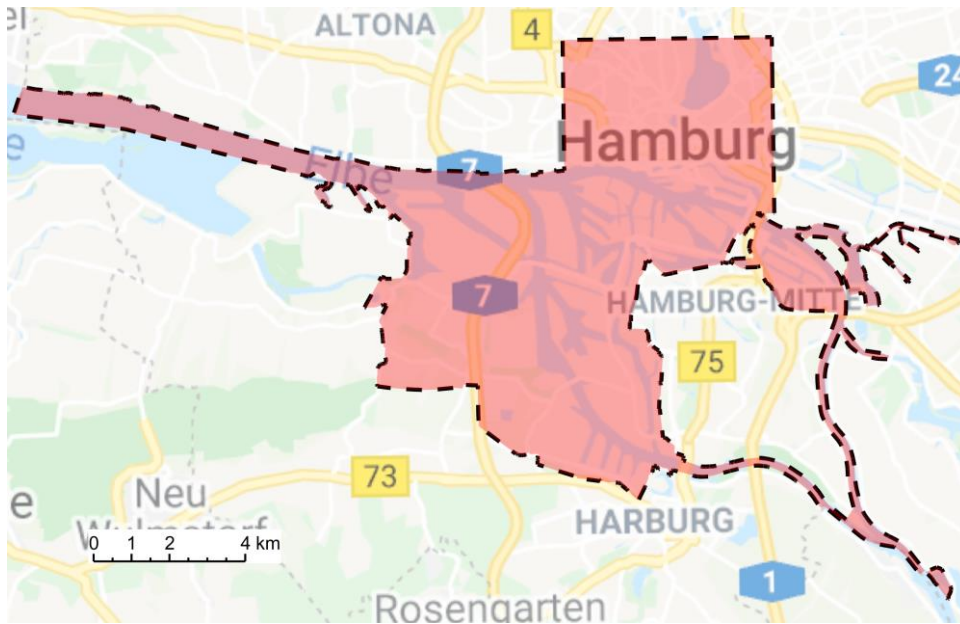 ALTONA
4
24
Hamburg
Elbe
7
7
HAMBURG-MITTE
75
73
Neu
Wulmstorf
HARBURG
0 1 2 4 km
1
Rosengarten